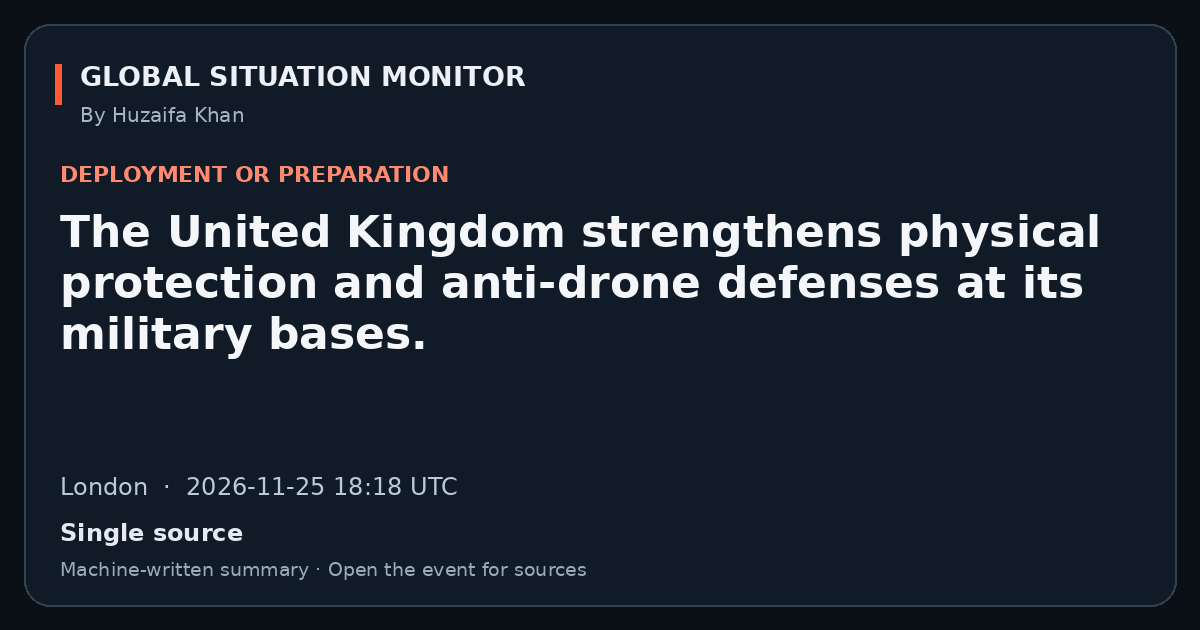 GLOBAL SITUATION MONITOR
By Huzaifa Khan
DEPLOYMENT OR PREPARATION
The United Kingdom strengthens physical
protection and anti-drone defenses at its
military bases.
London · 2026-11-25 18:18 UTC
Single source
Machine-written summary · Open the event for sources